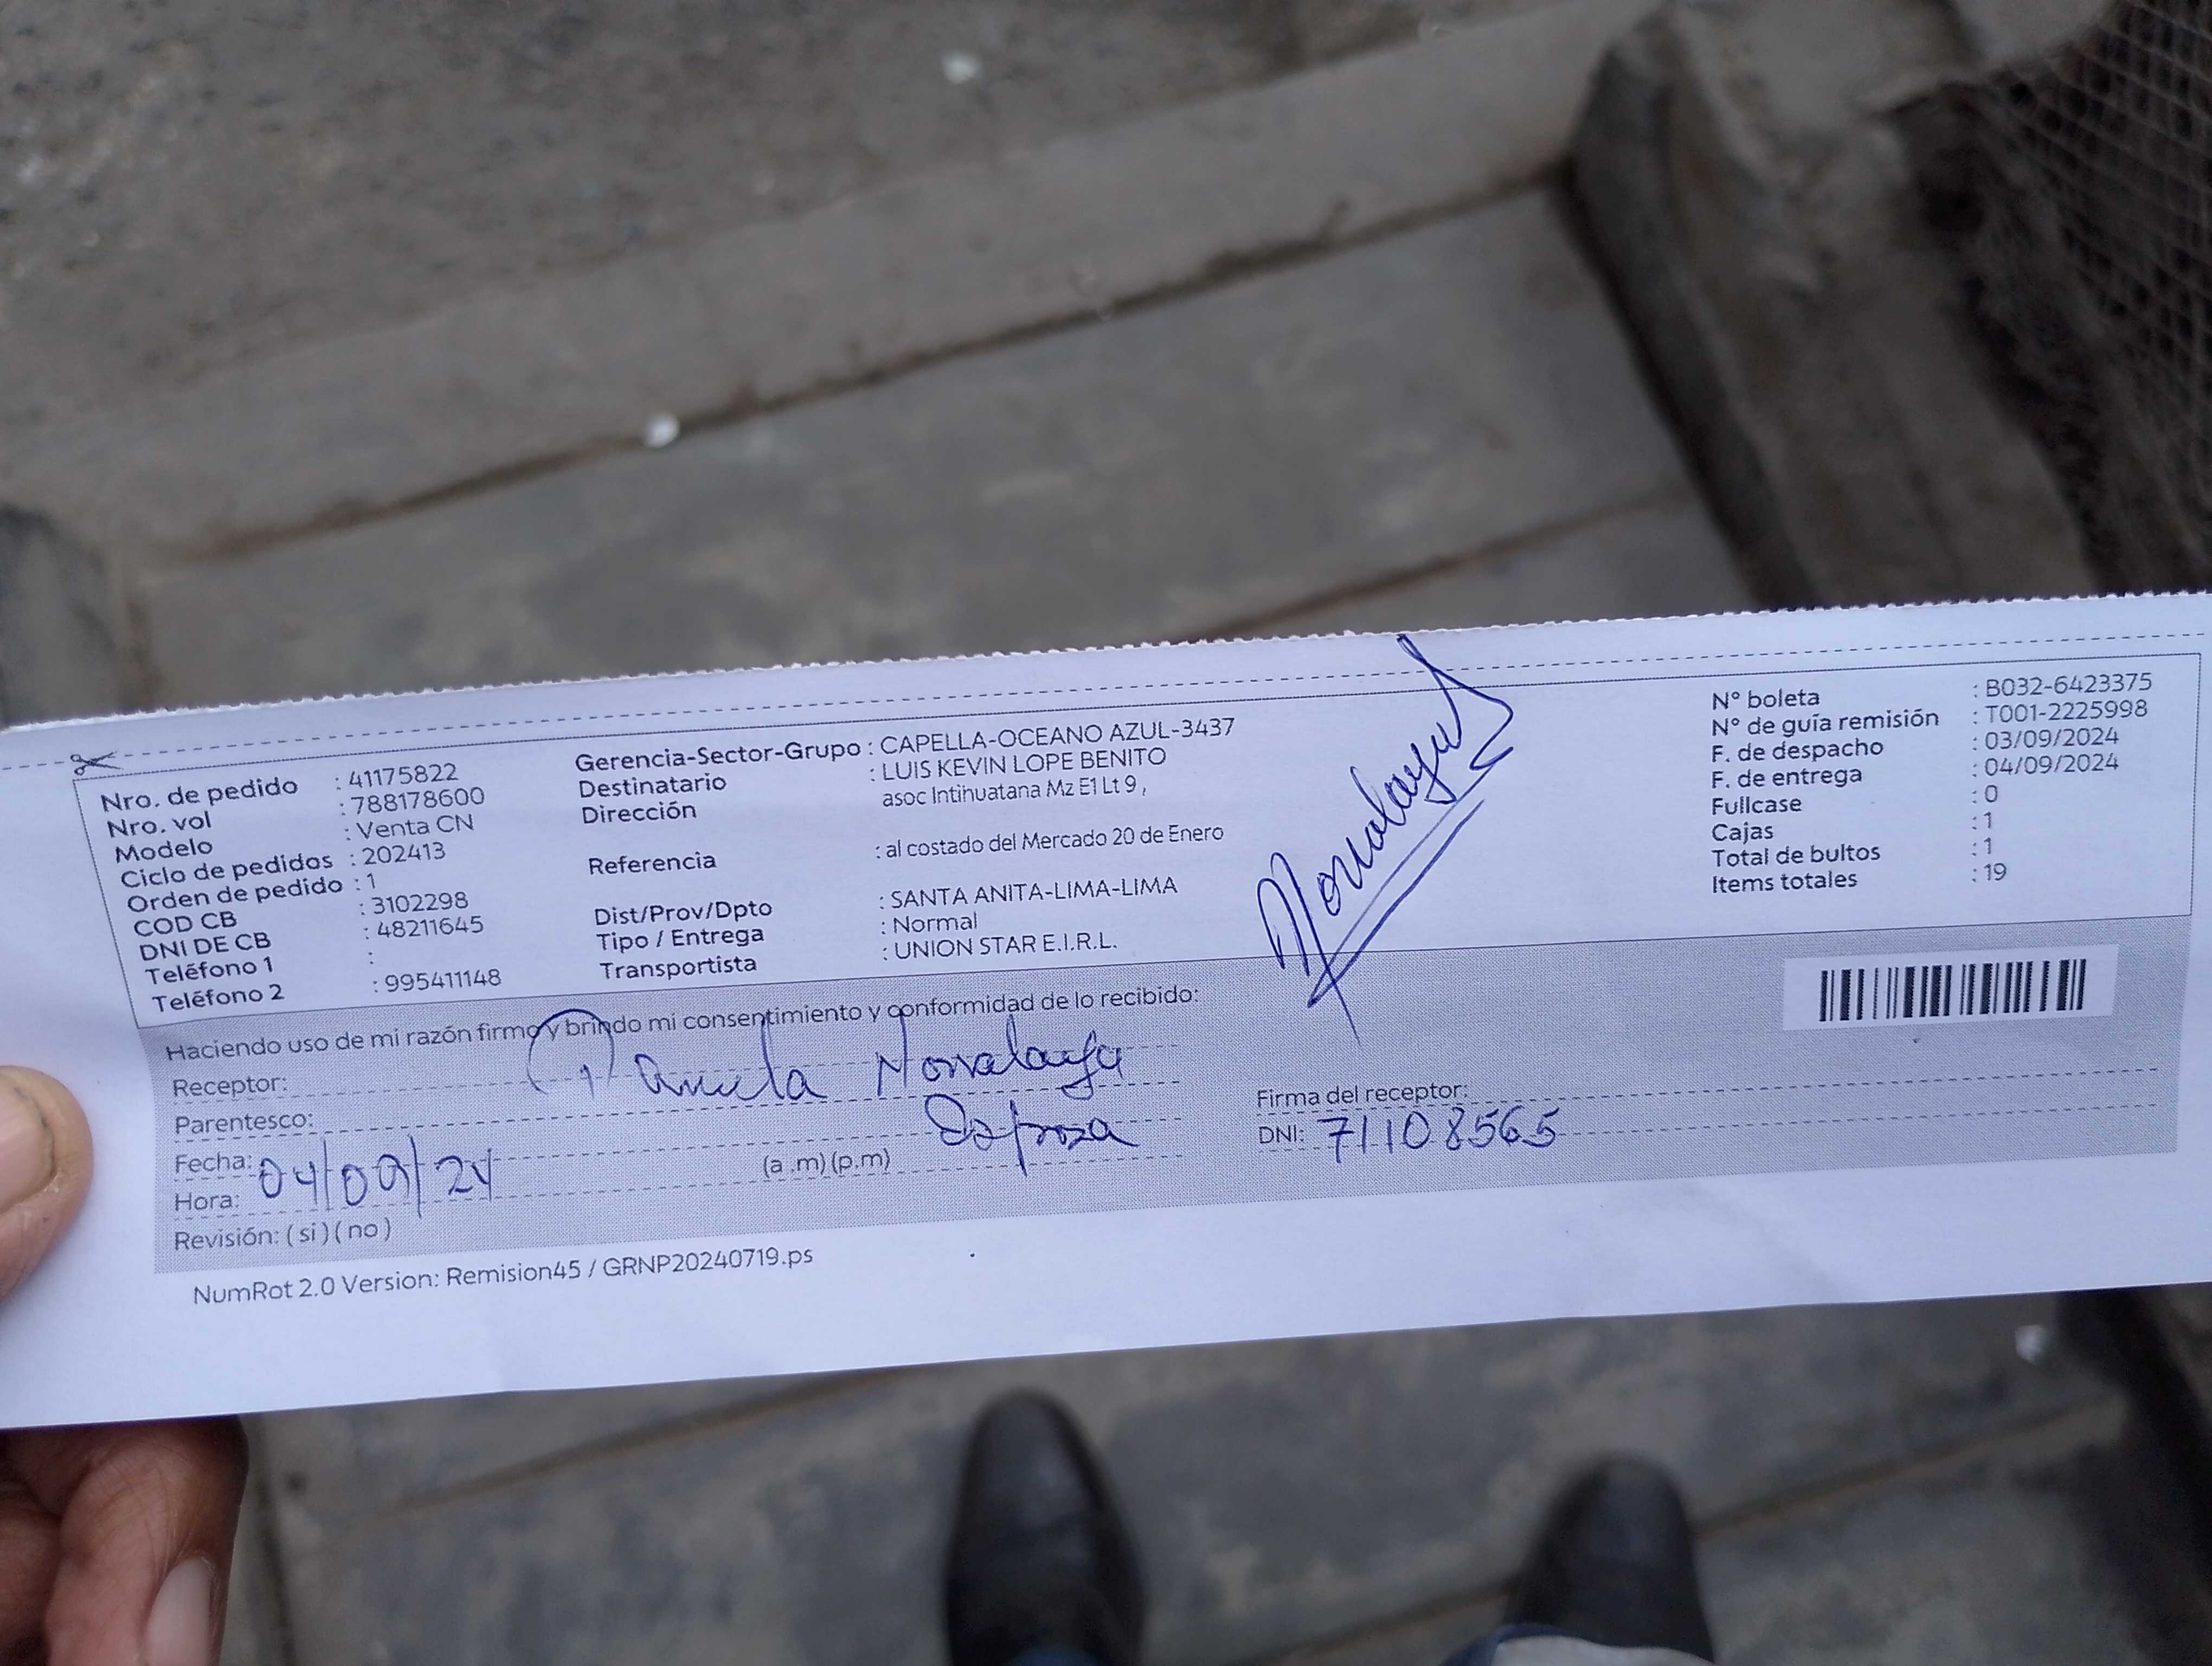 Nro. de pedido : 41175822
Nro. vol : 788178600
Modelo : Venta CN
Ciclo de pedidos : 202413
Orden de pedido : 1
COD CB : 3102298
DNI DE CB : 48211645
Teléfono 1 :
Teléfono 2 : 995411148
Gerencia-Sector-Grupo : CAPELLA-OCEANO AZUL-3437
Destinatario : LUIS KEVIN LOPE BENITO
Dirección asoc Intihuatana Mz E1 Lt 9 ,
Referencia : al costado del Mercado 20 de Enero
Dist/Prov/Dpto : SANTA ANITA-LIMA-LIMA
Tipo / Entrega : Normal
Transportista : UNION STAR E.I.R.L.
N° boleta : B032-6423375
N° de guía remisión : T001-2225998
F. de despacho : 03/09/2024
F. de entrega : 04/09/2024
Fullcase : 0
Cajas : 1
Total de bultos : 1
Items totales : 19
Haciendo uso de mi razón firmo y brindo mi consentimiento y conformidad de lo recibido:
Receptor:
Parentesco: Esposa
Fecha: 04/09/24
Hora: (a .m) (p.m)
Revisión: ( si ) ( no )
Firma del receptor:
DNI: 71108565
NumRot 2.0 Version: Remision45 / GRNP20240719.ps